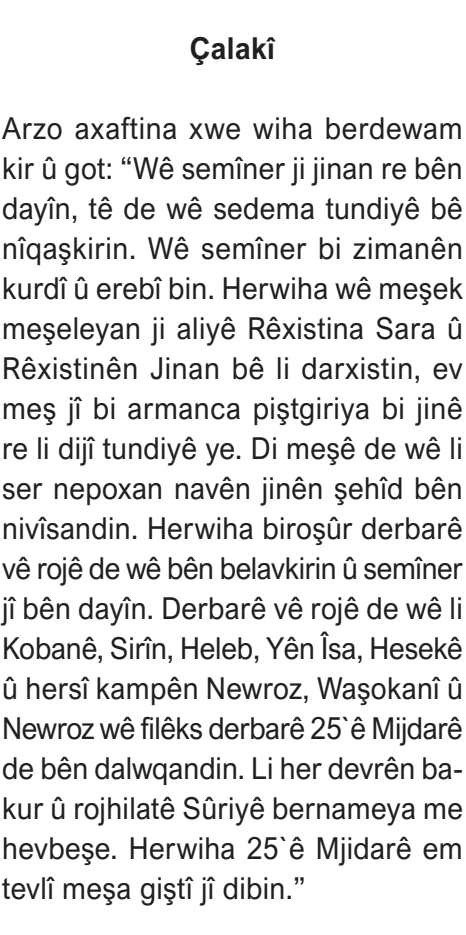 Çalakî
Arzo axaftina xwe wiha berdewam
kir û got: “Wê semîner ji jinan re bên
dayîn, tê de wê sedema tundiyê bê
nîqaşkirin. Wê semîner bi zimanên
kurdî û erebî bin. Herwiha wê meşek
meşeleyan ji aliyê Rêxistina Sara û
Rêxistinên Jinan bê li darxistin, ev
meş jî bi armanca piştgiriya bi jinê
re li dijî tundiyê ye. Di meşê de wê li
ser nepoxan navên jinên şehîd bên
nivîsandin. Herwiha biroşûr derbarê
vê rojê de wê bên belavkirin û semîner
jî bên dayîn. Derbarê vê rojê de wê li
Kobanê, Sirîn, Heleb, Yên Îsa, Hesekê
û hersî kampên Newroz, Waşokanî û
Newroz wê filêks derbarê 25`ê Mijdarê
de bên dalwqandin. Li her devrên ba-
kur û rojhilatê Sûriyê bernameya me
hevbeşe. Herwiha 25`ê Mjidarê em
tevlî meşa giştî jî dibin.”